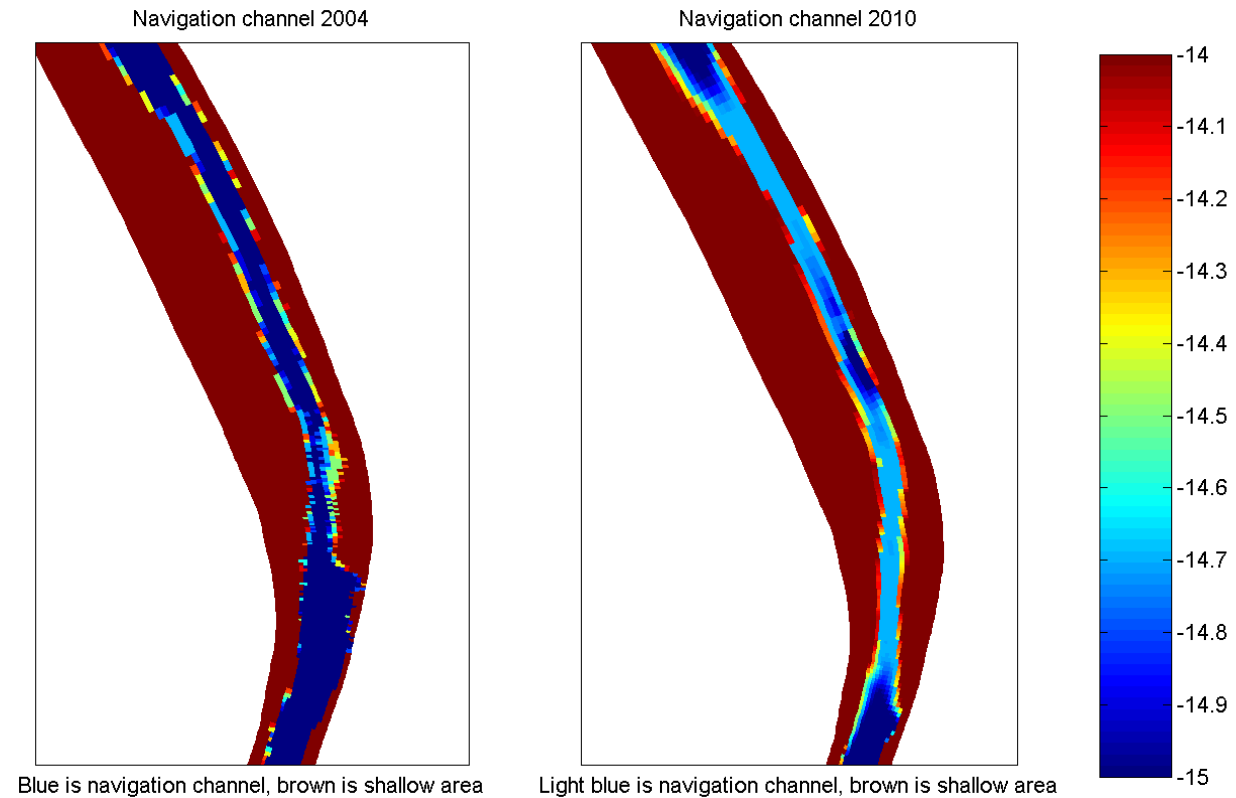 Navigation channel 2004
Navigation channel 2010
-14
-14.1
-14.2
-14.3
-14.4
-14.5
-14.6
-14.7
-14.8
-14.9
-15
Blue is navigation channel, brown is shallow area
Light blue is navigation channel, brown is shallow area